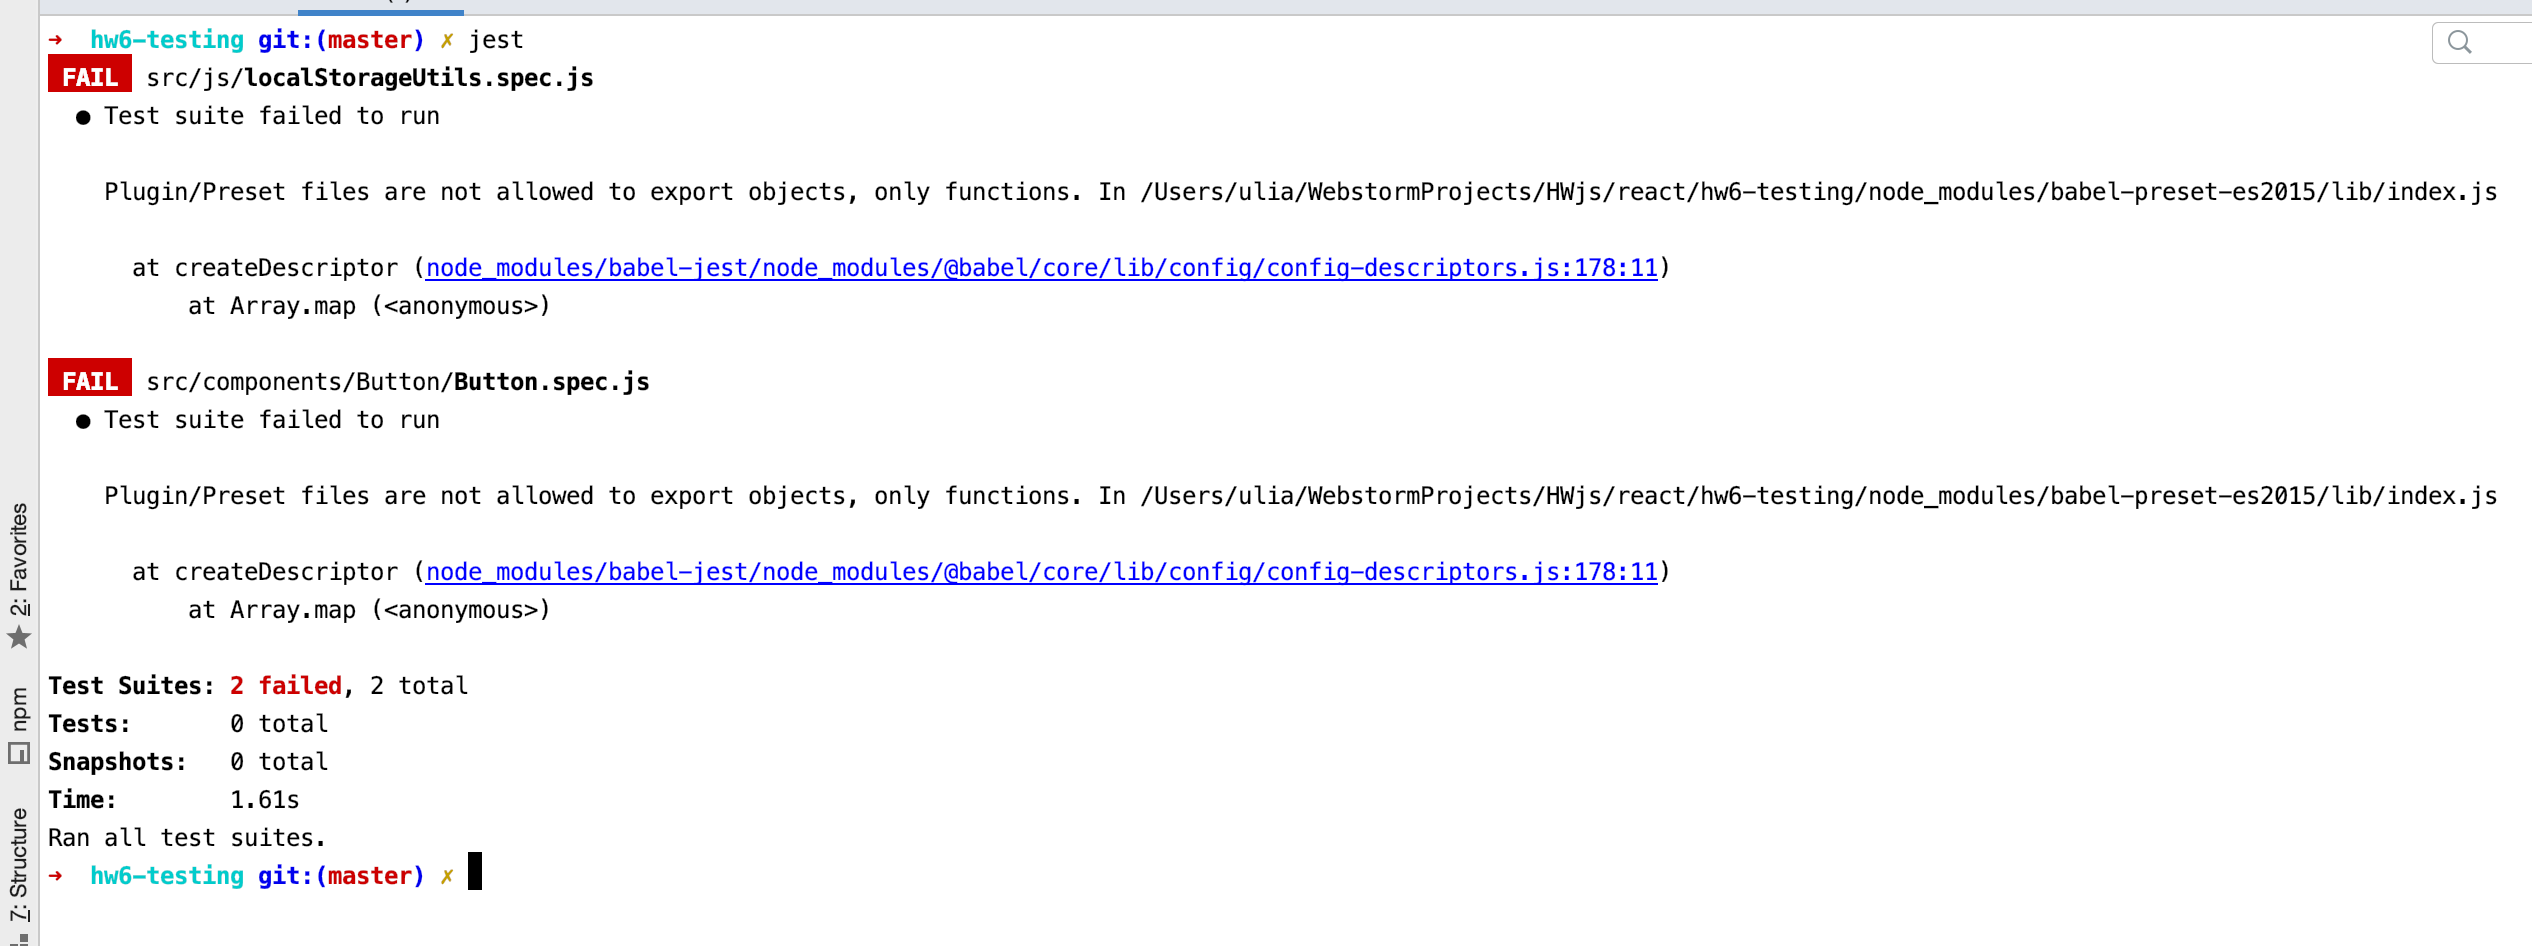 ➜  hw6-testing git:(master) ✗ jest
FAIL src/js/localStorageUtils.spec.js
● Test suite failed to run
Plugin/Preset files are not allowed to export objects, only functions. In /Users/ulia/WebstormProjects/HWjs/react/hw6-testing/node_modules/babel-preset-es2015/lib/index.js
at createDescriptor (node_modules/babel-jest/node_modules/@babel/core/lib/config/config-descriptors.js:178:11)
at Array.map (<anonymous>)
FAIL src/components/Button/Button.spec.js
● Test suite failed to run
Plugin/Preset files are not allowed to export objects, only functions. In /Users/ulia/WebstormProjects/HWjs/react/hw6-testing/node_modules/babel-preset-es2015/lib/index.js
at createDescriptor (node_modules/babel-jest/node_modules/@babel/core/lib/config/config-descriptors.js:178:11)
at Array.map (<anonymous>)
Test Suites: 2 failed, 2 total
Tests:       0 total
Snapshots:   0 total
Time:        1.61s
Ran all test suites.
➜  hw6-testing git:(master) ✗
2: Favorites
npm
7: Structure